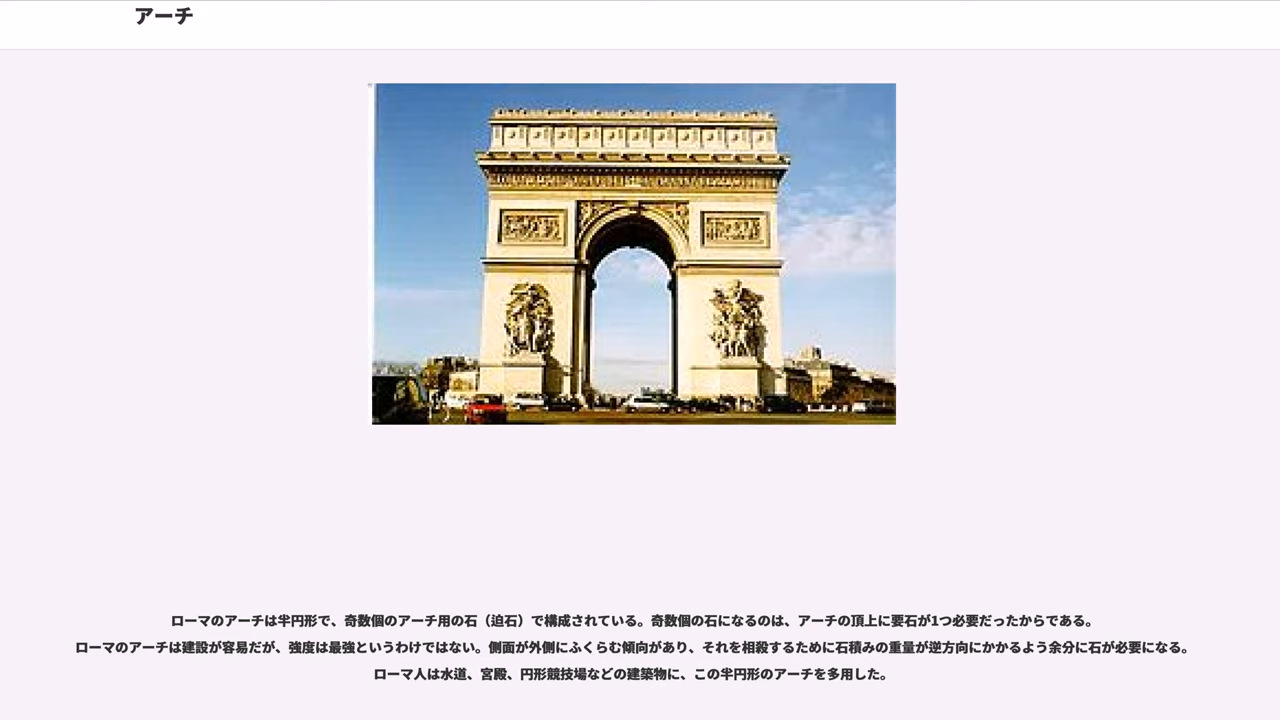 アーチ
ローマのアーチは半円形で、奇数個のアーチ用の石（迫石）で構成されている。奇数個の石になるのは、アーチの頂上に要石が1つ必要だったからである。
ローマのアーチは建設が容易だが、強度は最強というわけではない。側面が外側にふくらむ傾向があり、それを相殺するために石積みの重量が逆方向にかかるよう余分に石が必要になる。
ローマ人は水道、宮殿、円形競技場などの建築物に、この半円形のアーチを多用した。